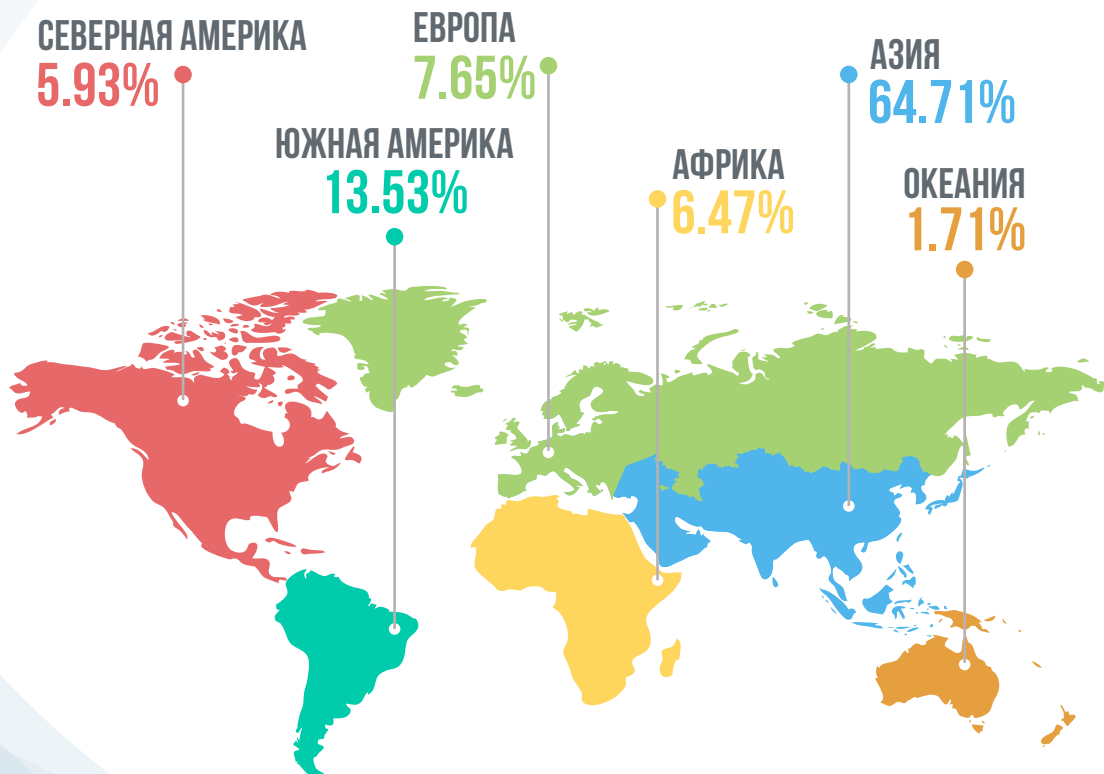 СЕВЕРНАЯ АМЕРИКА
5.93%
ЕВРОПА
7.65%
АЗИЯ
64.71%
ЮЖНАЯ АМЕРИКА
13.53%
АФРИКА
6.47%
ОКЕАНИЯ
1.71%